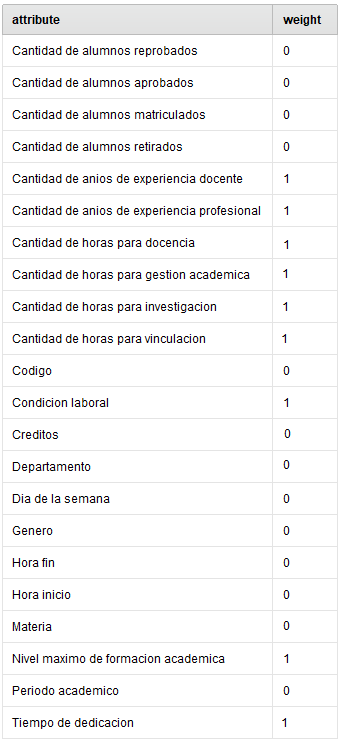 attribute weight
Cantidad de alumnos reprobados 0
Cantidad de alumnos aprobados 0
Cantidad de alumnos matriculados 0
Cantidad de alumnos retirados 0
Cantidad de anios de experiencia docente 1
Cantidad de anios de experiencia profesional 1
Cantidad de horas para docencia 1
Cantidad de horas para gestion academica 1
Cantidad de horas para investigacion 1
Cantidad de horas para vinculacion 1
Codigo 0
Condicion laboral 1
Creditos 0
Departamento 0
Dia de la semana 0
Genero 0
Hora fin 0
Hora inicio 0
Materia 0
Nivel maximo de formacion academica 1
Periodo academico 0
Tiempo de dedicacion 1